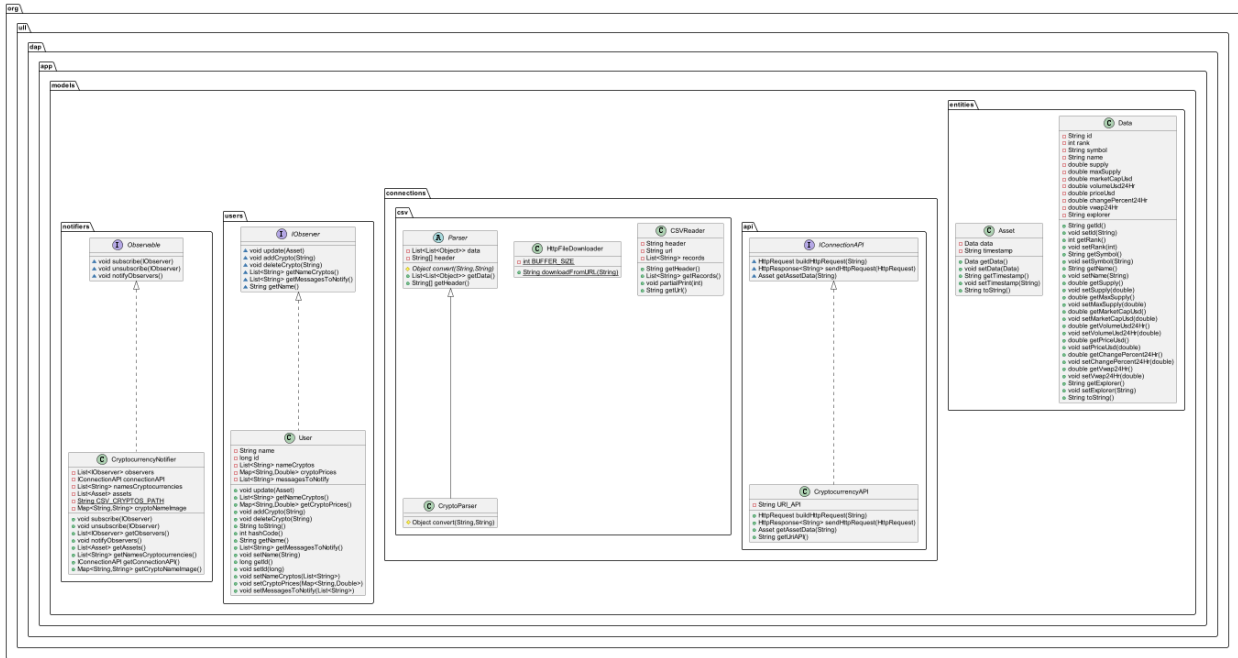 org
ull
dap
app
models
entities
C Data
String id
int rank
String symbol
String name
double supply
double maxSupply
double marketCapUsd
double volumeUsd24Hr
double priceUsd
double changePercent24Hr
double vwap24Hr
String explorer
String getId()
void setId(String)
int getRank()
void setRank(int)
String getSymbol()
void setSymbol(String)
String getName()
void setName(String)
double getSupply()
void setSupply(double)
double getMaxSupply()
void setMaxSupply(double)
double getMarketCapUsd()
void setMarketCapUsd(double)
double getVolumeUsd24Hr()
void setVolumeUsd24Hr(double)
double getPriceUsd()
void setPriceUsd(double)
double getChangePercent24Hr()
void setChangePercent24Hr(double)
double getVwap24Hr()
void setVwap24Hr(double)
String getExplorer()
void setExplorer(String)
String toString()
C Asset
Data data
String timestamp
Data getData()
void setData(Data)
String getTimestamp()
void setTimestamp(String)
String toString()
connections
csv
A Parser
List<List<Object>> data
String[] header
Object convert(String,String)
List<List<Object>> getData()
String[] getHeader()
C HttpFileDownloader
int BUFFER_SIZE
String downloadFromURL(String)
C CSVReader
String header
String url
List<String> records
String getHeader()
List<String> getRecords()
void partialPrint(int)
String getUrl()
C CryptoParser
Object convert(String,String)
api
I IConnectionAPI
HttpRequest buildHttpRequest(String)
HttpResponse<String> sendHttpRequest(HttpRequest)
Asset getAssetData(String)
C CryptocurrencyAPI
String URI_API
HttpRequest buildHttpRequest(String)
HttpResponse<String> sendHttpRequest(HttpRequest)
Asset getAssetData(String)
String getUriAPI()
users
I IObserver
void update(Asset)
void addCrypto(String)
void deleteCrypto(String)
List<String> getNameCryptos()
List<String> getMessagesToNotify()
String getName()
C User
String name
long id
List<String> nameCryptos
Map<String,Double> cryptoPrices
List<String> messagesToNotify
void update(Asset)
List<String> getNameCryptos()
Map<String,Double> getCryptoPrices()
void addCrypto(String)
void deleteCrypto(String)
String toString()
int hashCode()
String getName()
List<String> getMessagesToNotify()
void setName(String)
long getId()
void setId(long)
void setNameCryptos(List<String>)
void setCryptoPrices(Map<String,Double>)
void setMessagesToNotify(List<String>)
notifiers
I Observable
void subscribe(IObserver)
void unsubscribe(IObserver)
void notifyObservers()
C CryptocurrencyNotifier
List<IObserver> observers
IConnectionAPI connectionAPI
List<String> namesCryptocurrencies
List<Asset> assets
String CSV_CRYPTOS_PATH
Map<String,String> cryptoNameImage
void subscribe(IObserver)
void unsubscribe(IObserver)
List<IObserver> getObservers()
void notifyObservers()
List<Asset> getAssets()
List<String> getNamesCryptocurrencies()
IConnectionAPI getConnectionAPI()
Map<String,String> getCryptoNameImage()